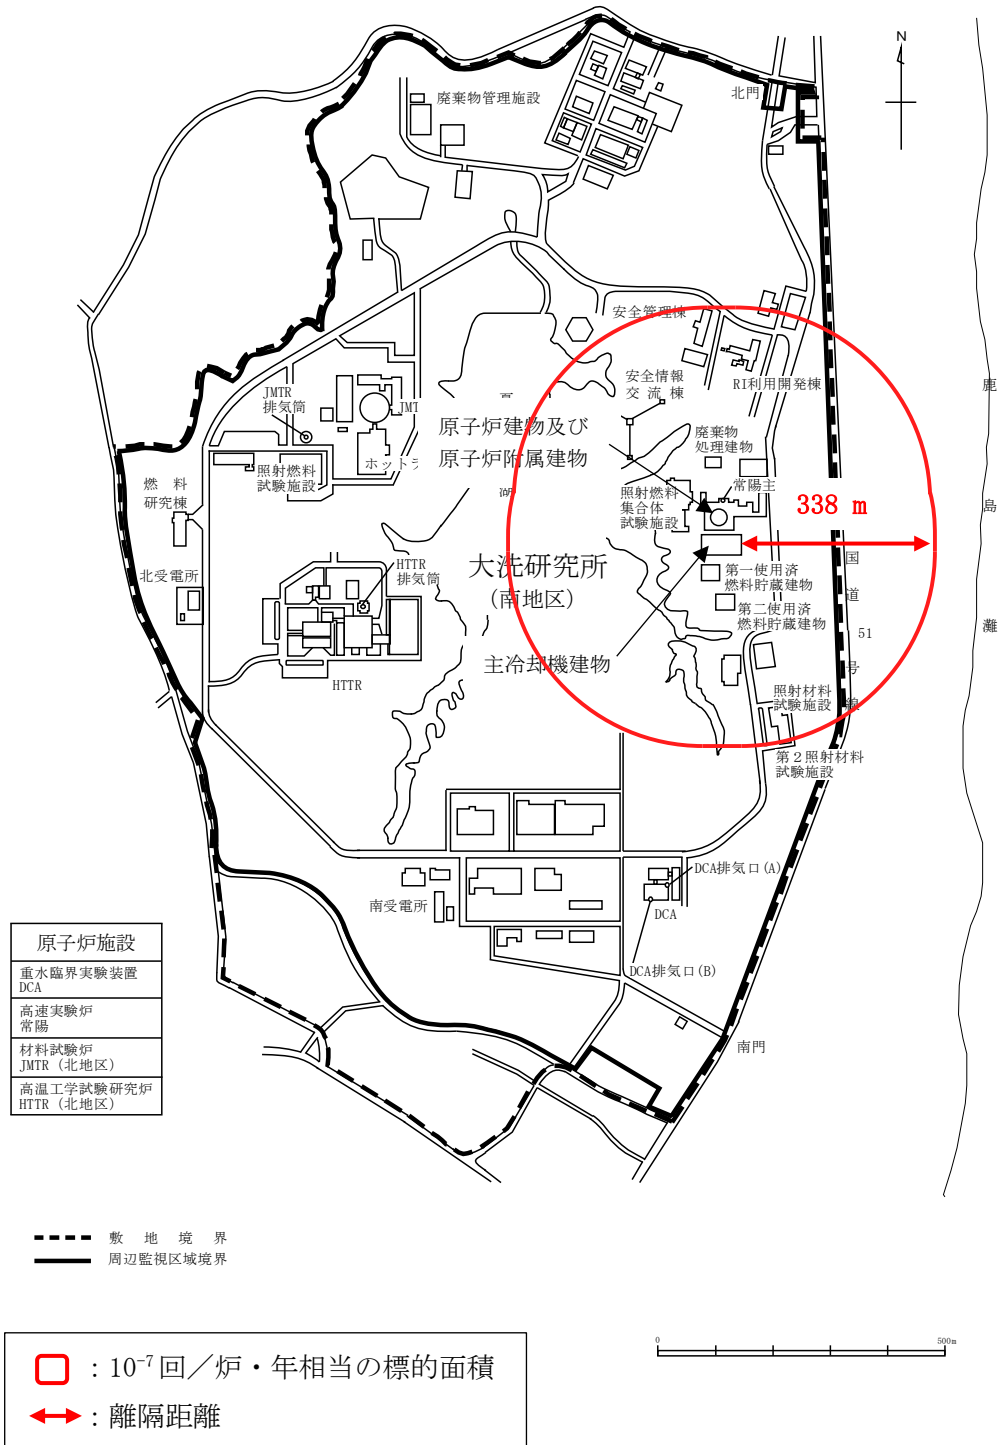 N
北門
廃棄物管理施設
安全管理棟
安全情報
交流棟
RI利用開発棟
鹿
島
灘
JMTR
排気筒
原子炉建物及び
原子炉附属建物
廃棄物
処理建物
ホットラ
照射燃料
試験施設
燃料
研究棟
湖
照射燃料
集合体
試験施設
常陽主
338 m
北受電所
HTTR
排気筒
大洗研究所
(南地区)
第一使用済
燃料貯蔵建物
第二使用済
燃料貯蔵建物
国
道
51
号
線
主冷却機建物
HTTR
照射材料
試験施設
第2照射材料
試験施設
南受電所
DCA排気口(A)
DCA
DCA排気口(B)
南門
原子炉施設
重水臨界実験装置
DCA
高速実験炉
常陽
材料試験炉
JMTR (北地区)
高温工学試験研究炉
HTTR (北地区)
敷地境界
周辺監視区域境界
0 500m
:10⁻⁷回/炉・年相当の標的面積
:離隔距離